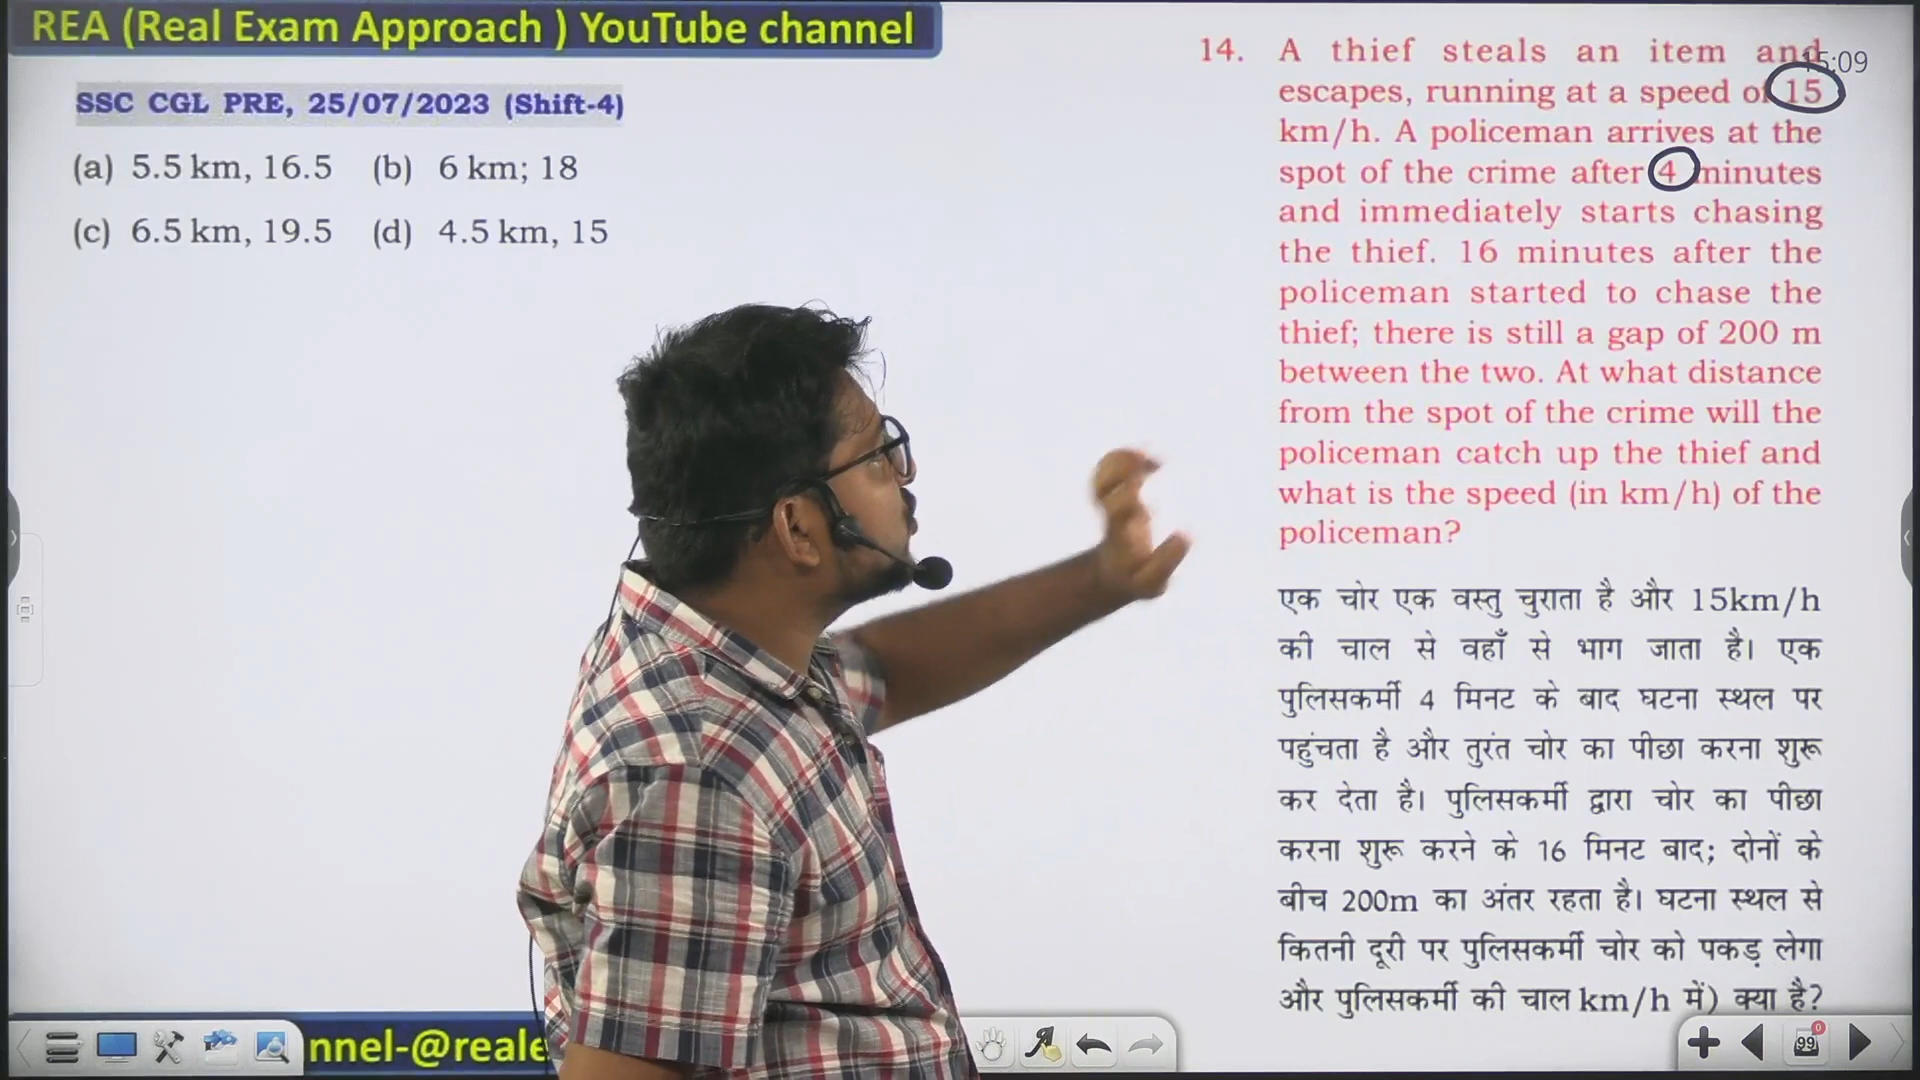 REA (Real Exam Approach ) YouTube channel
SSC CGL PRE, 25/07/2023 (Shift-4)
(a) 5.5 km, 16.5 (b) 6 km; 18
(c) 6.5 km, 19.5 (d) 4.5 km, 15
15:09
14. A thief steals an item and
escapes, running at a speed of 15
km/h. A policeman arrives at the
spot of the crime after 4 minutes
and immediately starts chasing
the thief. 16 minutes after the
policeman started to chase the
thief; there is still a gap of 200 m
between the two. At what distance
from the spot of the crime will the
policeman catch up the thief and
what is the speed (in km/h) of the
policeman?
एक चोर एक वस्तु चुराता है और 15km/h
की चाल से वहाँ से भाग जाता है। एक
पुलिसकर्मी 4 मिनट के बाद घटना स्थल पर
पहुंचता है और तुरंत चोर का पीछा करना शुरू
कर देता है। पुलिसकर्मी द्वारा चोर का पीछा
करना शुरू करने के 16 मिनट बाद; दोनों के
बीच 200m का अंतर रहता है। घटना स्थल से
कितनी दूरी पर पुलिसकर्मी चोर को पकड़ लेगा
और पुलिसकर्मी की चाल km/h में) क्या है?
nnel-@reale
99
0